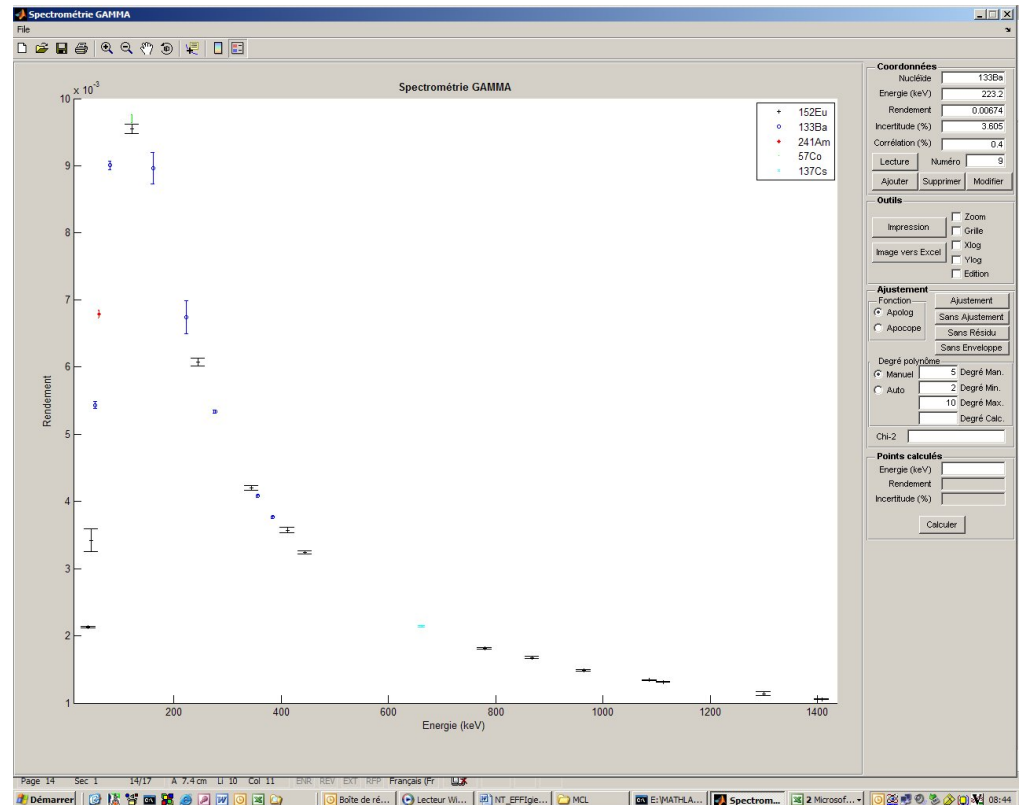 Spectrométrie GAMMA
File
Spectrométrie GAMMA
x 10-3
10
9
8
7
6
5
4
3
2
1
Rendement
200 400 600 800 1000 1200 1400
Energie (keV)
152Eu
133Ba
241Am
57Co
137Cs
Coordonnées
Nucléide 133Ba
Energie (keV) 223.2
Rendement 0.00674
Incertitude (%) 3.605
Corrélation (%) 0.4
Lecture Numéro 9
Ajouter Supprimer Modifier
Outils
Impression
Image vers Excel
Zoom
Grille
Xlog
Ylog
Edition
Ajustement
Fonction
Apolog
Apocope
Ajustement
Sans Ajustement
Sans Résidu
Sans Enveloppe
Degré polynôme
Manuel 5 Degré Man.
Auto 2 Degré Min.
10 Degré Max.
Degré Calc.
Chi-2
Points calculés
Energie (keV)
Rendement
Incertitude (%)
Calculer
Page 14 Sec 1 14/17 A 7.4 cm Li 10 Col 11 ENR REV EXT RFP Français (Fr
Démarrer Boîte de ré... Lecteur Wi... NT_EFFIgie... MCL E:\MATHLA... Spectrom... 2 Microsof... 08:44